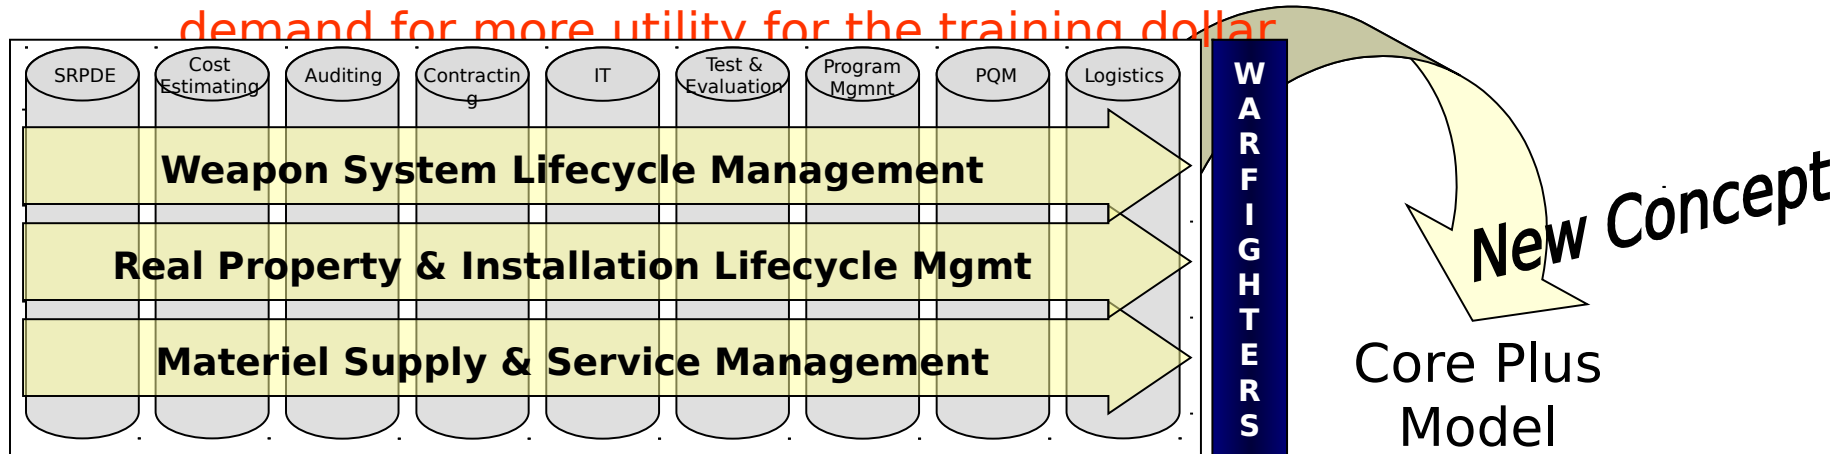 demand for more utility for the training dollar
SRPDE
Cost
Estimating
Auditing
Contractin
g
IT
Test &
Evaluation
Program
Mgmnt
PQM
Logistics
Weapon System Lifecycle Management
Real Property & Installation Lifecycle Mgmt
Materiel Supply & Service Management
W
A
R
F
I
G
H
T
E
R
S
New Concept
Core Plus
Model